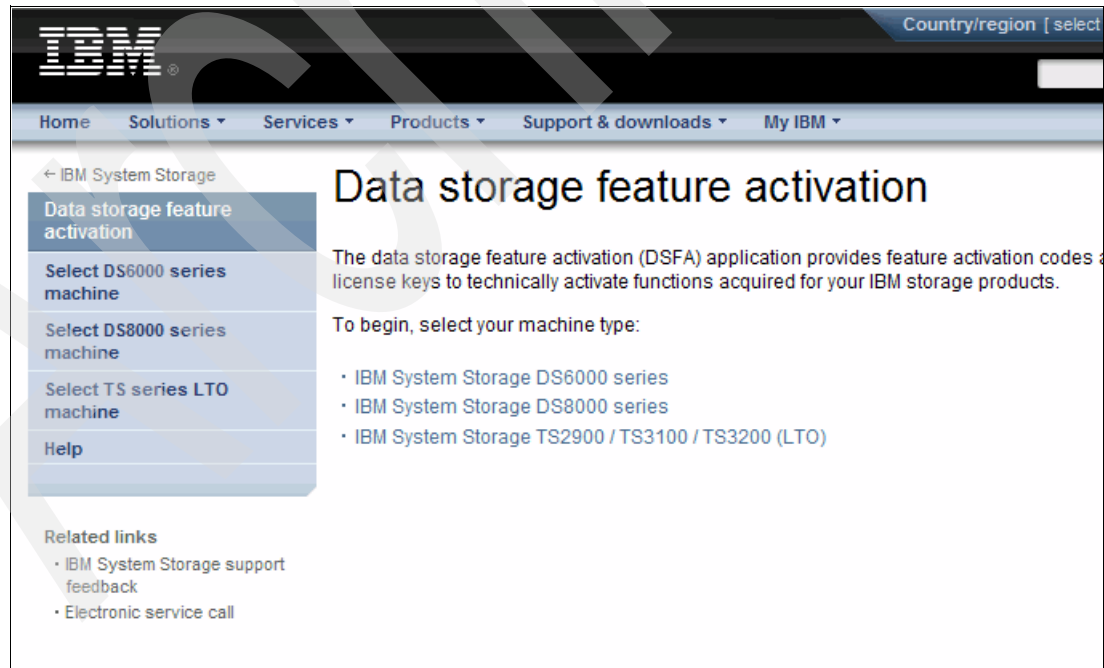 Country/region [ select
IBM ®
Home Solutions Services Products Support & downloads My IBM
← IBM System Storage
Data storage feature
activation
Select DS6000 series
machine
Select DS8000 series
machine
Select TS series LTO
machine
Help
Related links
· IBM System Storage support
feedback
· Electronic service call
Data storage feature activation
The data storage feature activation (DSFA) application provides feature activation codes a
license keys to technically activate functions acquired for your IBM storage products.
To begin, select your machine type:
· IBM System Storage DS6000 series
· IBM System Storage DS8000 series
· IBM System Storage TS2900 / TS3100 / TS3200 (LTO)